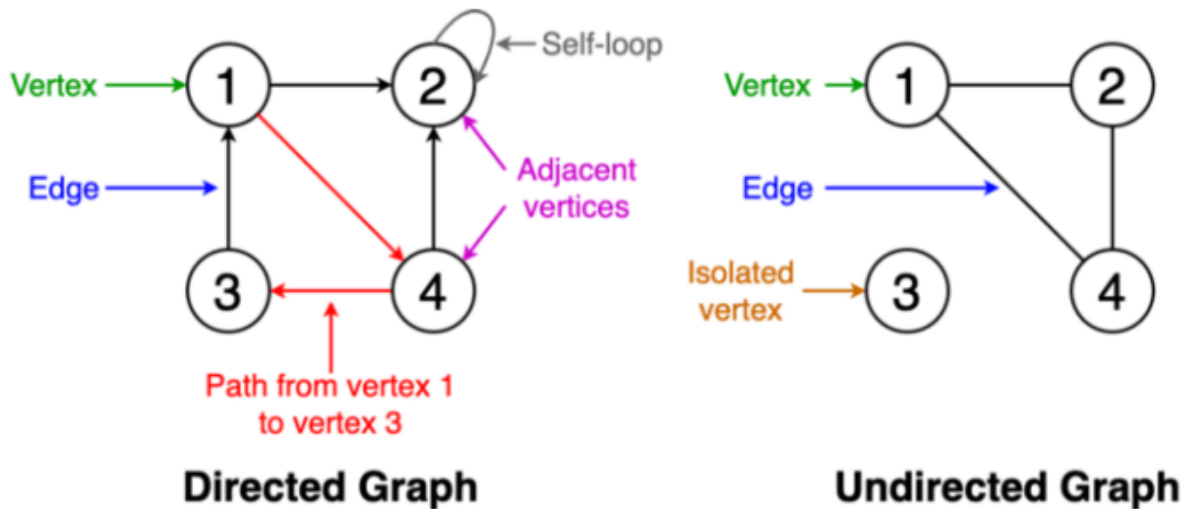 Self-loop
Vertex
1
2
Edge
Adjacent
vertices
3
4
Path from vertex 1
to vertex 3
Directed Graph
Vertex
1
2
Edge
Isolated
vertex
3
4
Undirected Graph